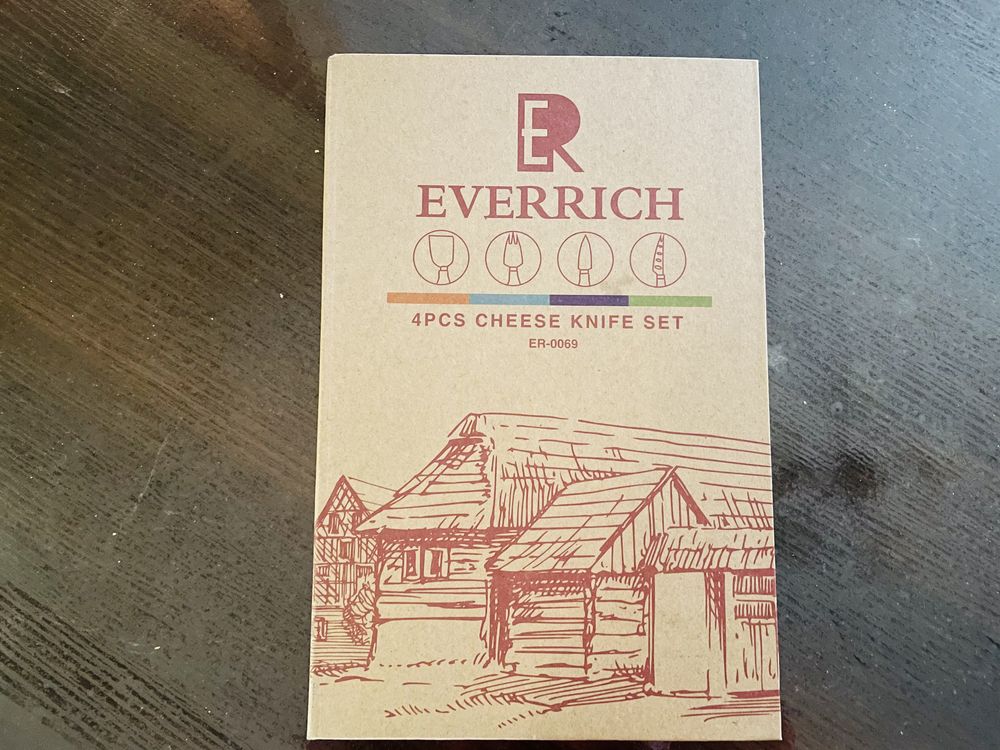 ER
EVERRICH
4PCS CHEESE KNIFE SET
ER-0069